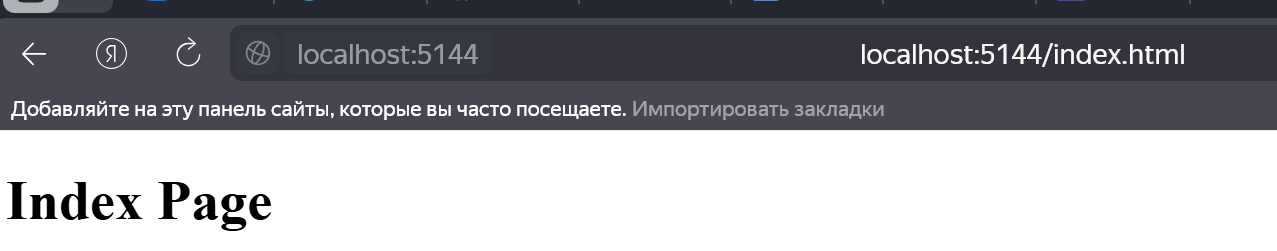 Я localhost:5144 localhost:5144/index.html
Добавляйте на эту панель сайты, которые вы часто посещаете. Импортировать закладки
Index Page